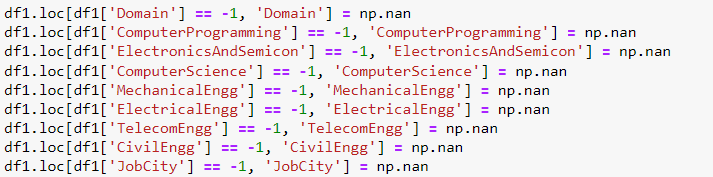 df1.loc[df1['Domain'] == -1, 'Domain'] = np.nan
df1.loc[df1['ComputerProgramming'] == -1, 'ComputerProgramming'] = np.nan
df1.loc[df1['ElectronicsAndSemicon'] == -1, 'ElectronicsAndSemicon'] = np.nan
df1.loc[df1['ComputerScience'] == -1, 'ComputerScience'] = np.nan
df1.loc[df1['MechanicalEngg'] == -1, 'MechanicalEngg'] = np.nan
df1.loc[df1['ElectricalEngg'] == -1, 'ElectricalEngg'] = np.nan
df1.loc[df1['TelecomEngg'] == -1, 'TelecomEngg'] = np.nan
df1.loc[df1['CivilEngg'] == -1, 'CivilEngg'] = np.nan
df1.loc[df1['JobCity'] == -1, 'JobCity'] = np.nan